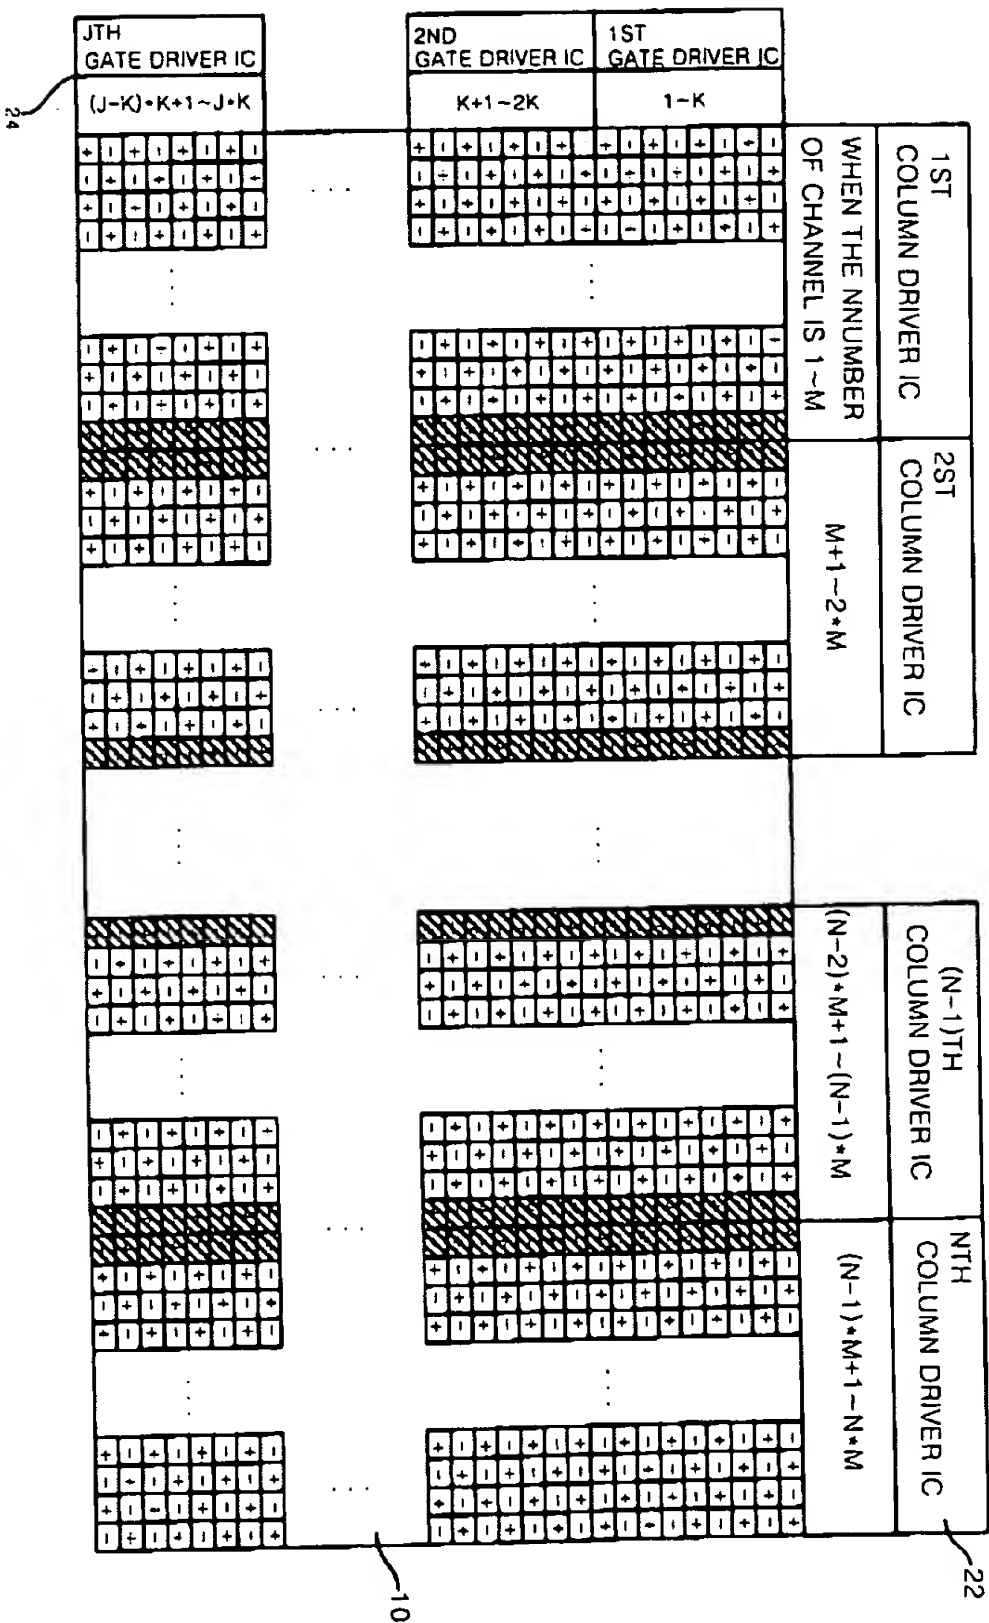 1ST
COLUMN DRIVER IC
WHEN THE NNUMBER
OF CHANNEL IS 1~M
2ST
COLUMN DRIVER IC
M+1~2*M
(N-1)TH
COLUMN DRIVER IC
(N-2)*M+1~(N-1)*M
NTH
COLUMN DRIVER IC
(N-1)*M+1~N*M
22
1ST
GATE DRIVER IC
1~K
2ND
GATE DRIVER IC
K+1~2K
JTH
GATE DRIVER IC
(J-K)*K+1~J*K
24
10